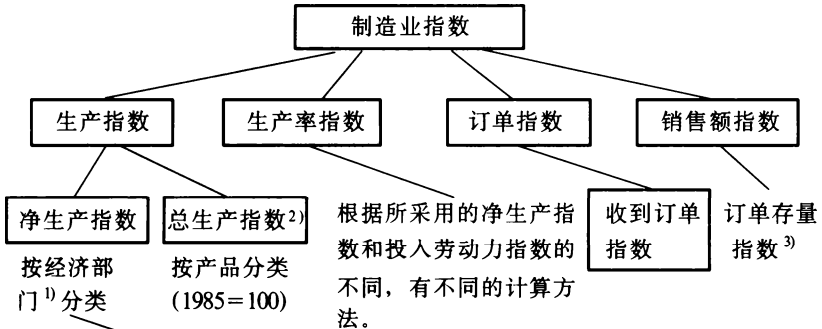 制造业指数
生产指数
生产率指数
订单指数
销售额指数
净生产指数
总生产指数2)
根据所采用的净生产指
数和投入劳动力指数的
不同，有不同的计算方
法。
收到订单
指数
订单存量
指数3)
按经济部
门1)分类
按产品分类
(1985=100)